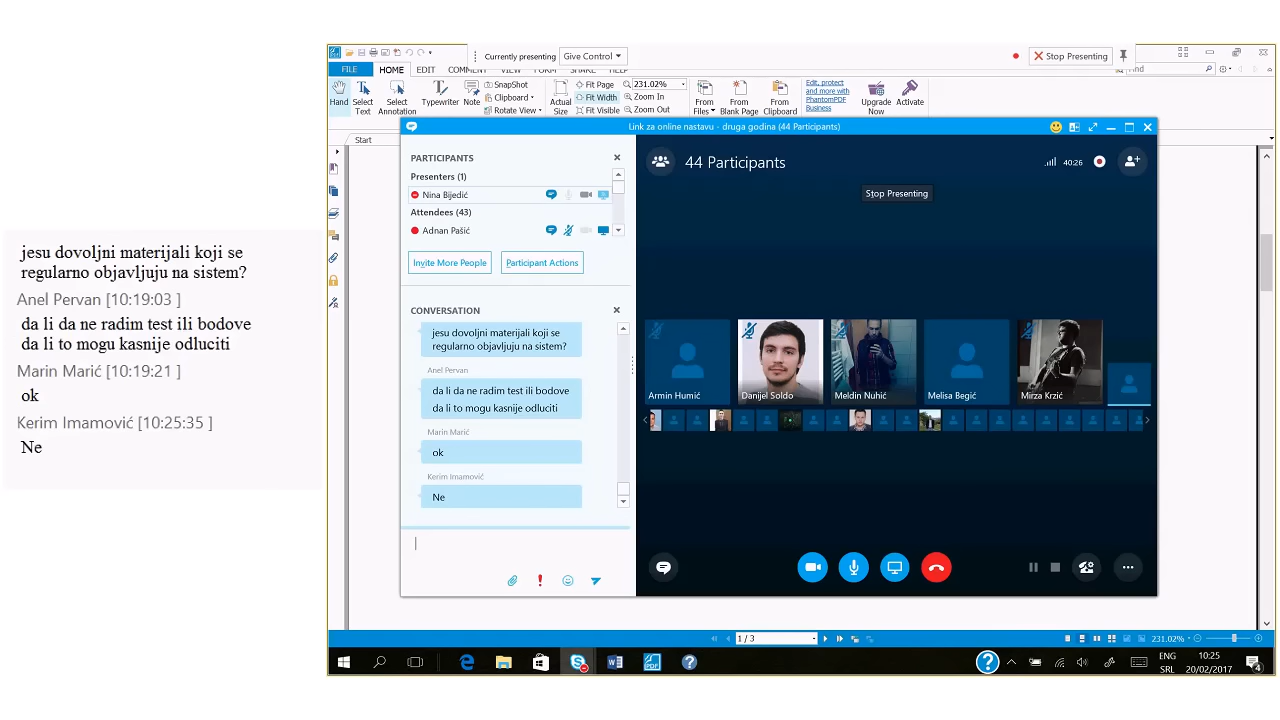 jesu dovoljni materijali koji se
regularno objavljuju na sistem?
Anel Pervan [10:19:03 ]
da li da ne radim test ili bodove
da li to mogu kasnije odluciti
Marin Marić [10:19:21 ]
ok
Kerim Imamović [10:25:35 ]
Ne
Currently presenting
Give Control
Stop Presenting
FILE
HOME
EDIT
COMMENT
VIEW
FORM
SHARE
HELP
Find
Hand
Select
Text
Select
Annotation
Typewriter
Note
SnapShot
Clipboard
Rotate View
Actual
Size
Fit Page
Fit Width
Fit Visible
231.02%
Zoom In
Zoom Out
From
Files
From
Blank Page
From
Clipboard
Edit, protect
and more with
PhantomPDF
Business
Upgrade
Now
Activate
Start
Link za online nastavu - druga godina (44 Participants)
PARTICIPANTS
Presenters (1)
Nina Bijedić
Attendees (43)
Adnan Pašić
Invite More People
Participant Actions
CONVERSATION
jesu dovoljni materijali koji se
regularno objavljuju na sistem?
Anel Pervan
da li da ne radim test ili bodove
da li to mogu kasnije odluciti
Marin Marić
ok
Kerim Imamović
Ne
44 Participants
40:26
Stop Presenting
Armin Humić
Danijel Soldo
Meldin Nuhić
Melisa Begić
Mirza Krzić
1 / 3
231.02%
ENG
SRL
10:25
20/02/2017
4